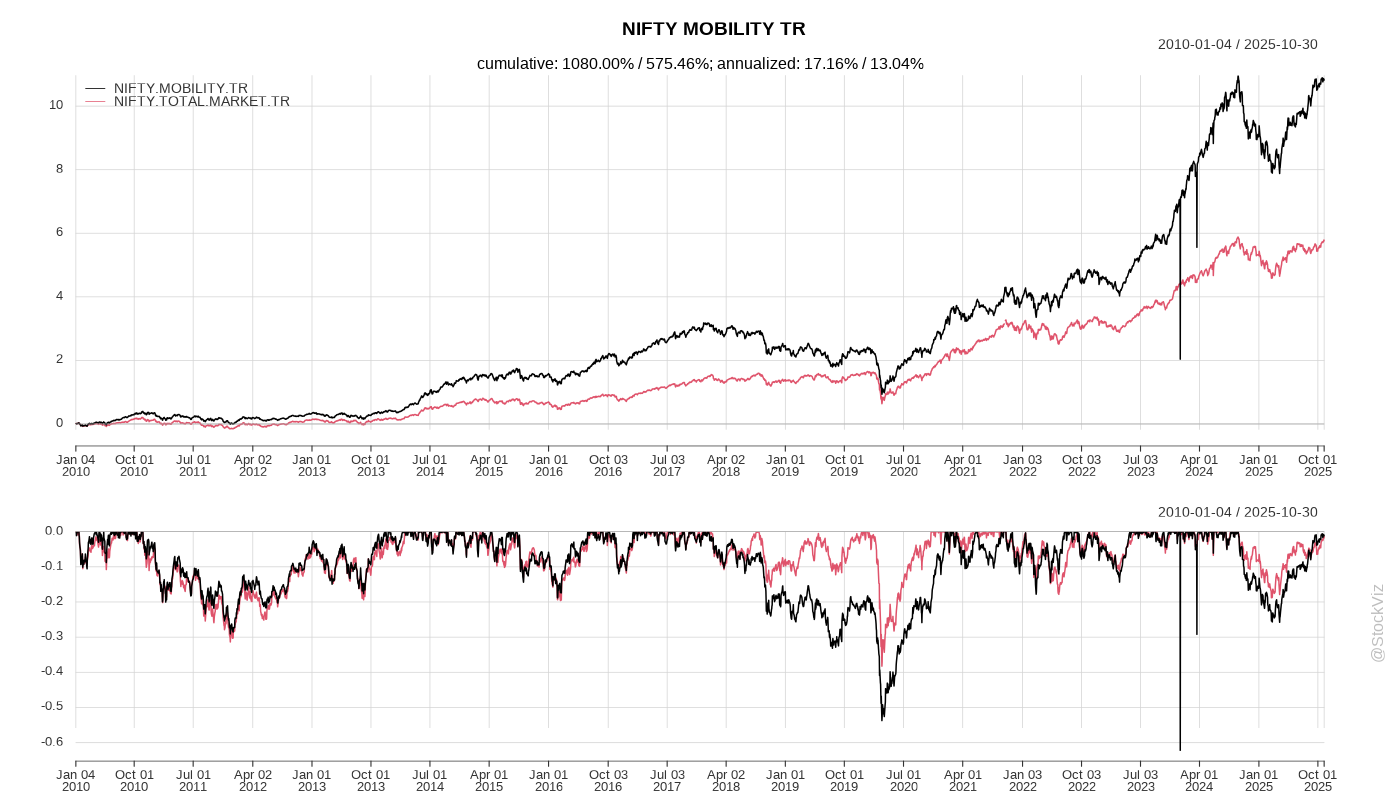 NIFTY MOBILITY TR
2010-01-04 / 2025-10-30
cumulative: 1080.00% / 575.46%; annualized: 17.16% / 13.04%
NIFTY.MOBILITY.TR
NIFTY.TOTAL.MARKET.TR
10
8
6
4
2
0
Jan 04 Oct 01 Jul 01 Apr 02 Jan 01 Oct 01 Jul 01 Apr 01 Jan 01 Oct 03 Jul 03 Apr 02 Jan 01 Oct 01 Jul 01 Apr 01 Jan 03 Oct 03 Jul 03 Apr 01 Jan 01 Oct 01
2010 2010 2011 2012 2013 2013 2014 2015 2016 2016 2017 2018 2019 2019 2020 2021 2022 2022 2023 2024 2025 2025
2010-01-04 / 2025-10-30
0.0
-0.1
-0.2
-0.3
-0.4
-0.5
-0.6
Jan 04 Oct 01 Jul 01 Apr 02 Jan 01 Oct 01 Jul 01 Apr 01 Jan 01 Oct 03 Jul 03 Apr 02 Jan 01 Oct 01 Jul 01 Apr 01 Jan 03 Oct 03 Jul 03 Apr 01 Jan 01 Oct 01
2010 2010 2011 2012 2013 2013 2014 2015 2016 2016 2017 2018 2019 2019 2020 2021 2022 2022 2023 2024 2025 2025
@StockViz